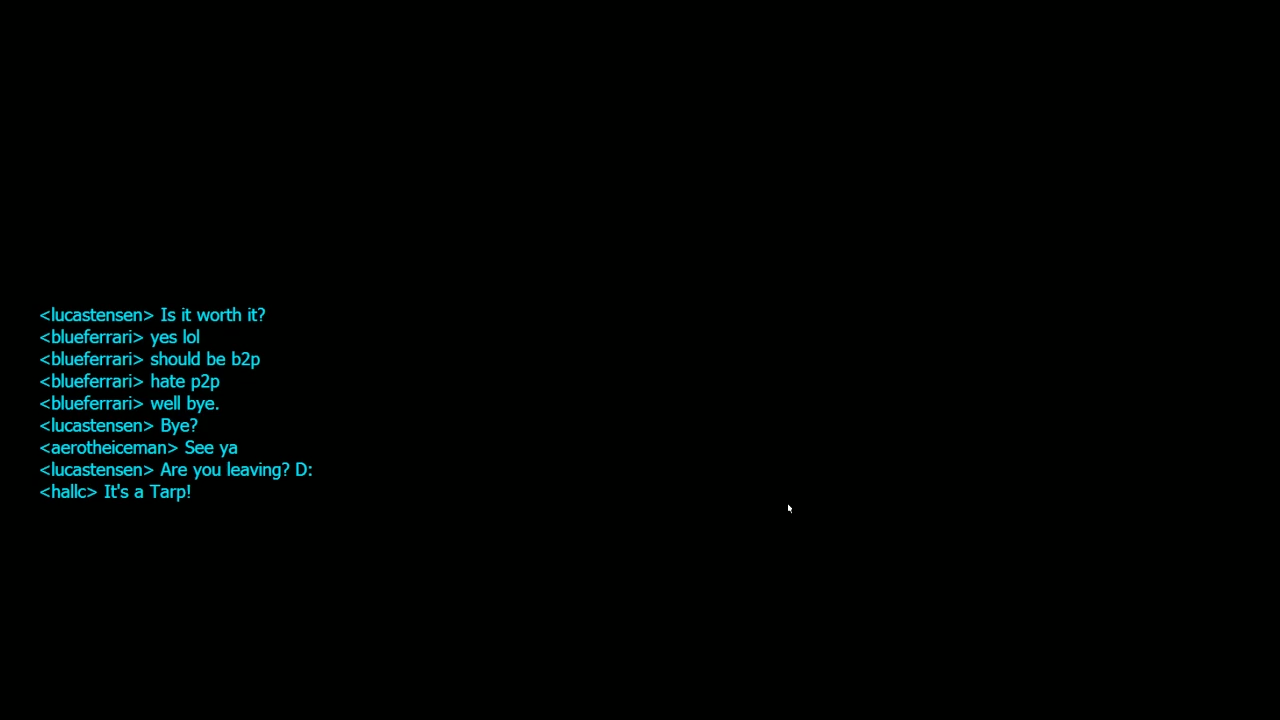 <lucastensen> Is it worth it?
<blueferrari> yes lol
<blueferrari> should be b2p
<blueferrari> hate p2p
<blueferrari> well bye.
<lucastensen> Bye?
<aerotheiceman> See ya
<lucastensen> Are you leaving? D:
<hallc> It's a Tarp!